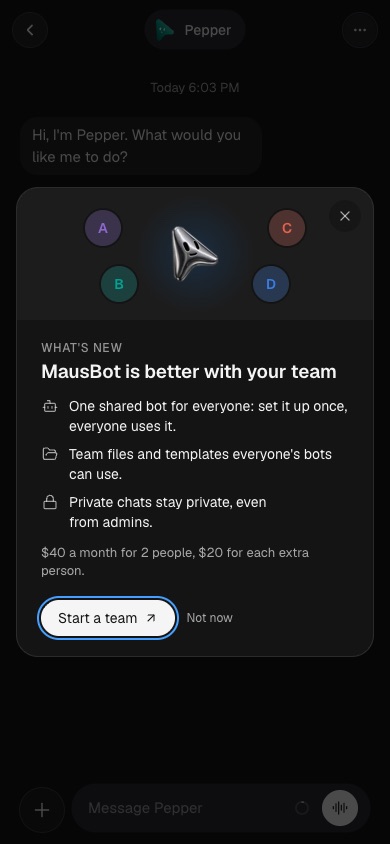 Pepper
Today 6:03 PM
Hi, I'm Pepper. What would you
like me to do?
A
C
B
D
WHAT'S NEW
MausBot is better with your team
One shared bot for everyone: set it up once,
everyone uses it.
Team files and templates everyone's bots
can use.
Private chats stay private, even
from admins.
$40 a month for 2 people, $20 for each extra
person.
Start a team
Not now
Message Pepper